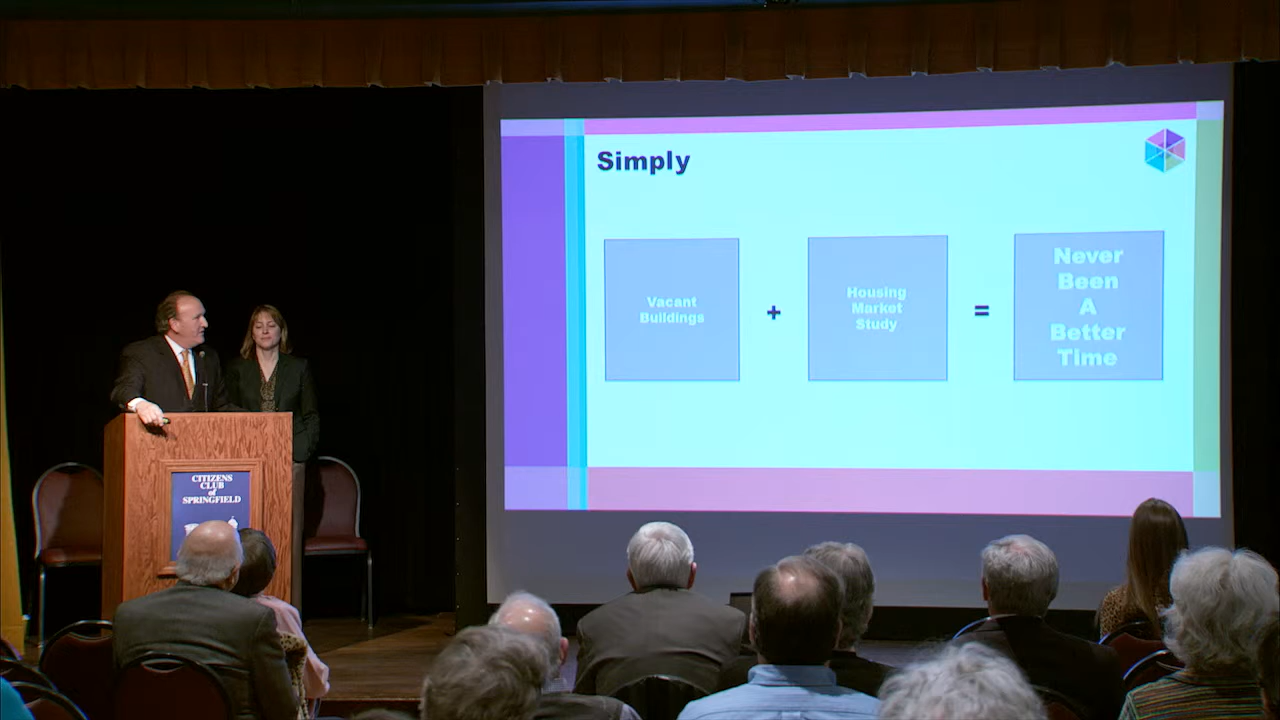 Simply
Vacant
Buildings
+
Housing
Market
Study
=
Never
Been
A
Better
Time
CITIZENS
CLUB
of
SPRINGFIELD